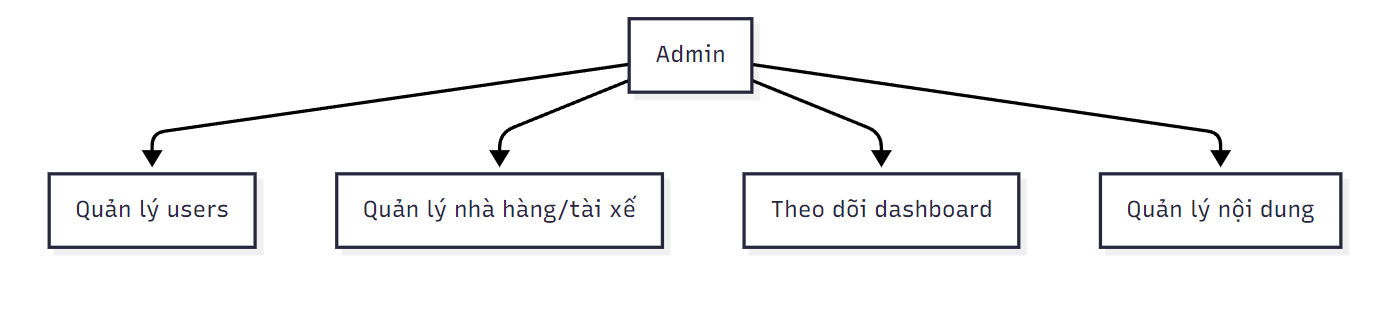 Admin
Quản lý users
Quản lý nhà hàng/tài xế
Theo dõi dashboard
Quản lý nội dung